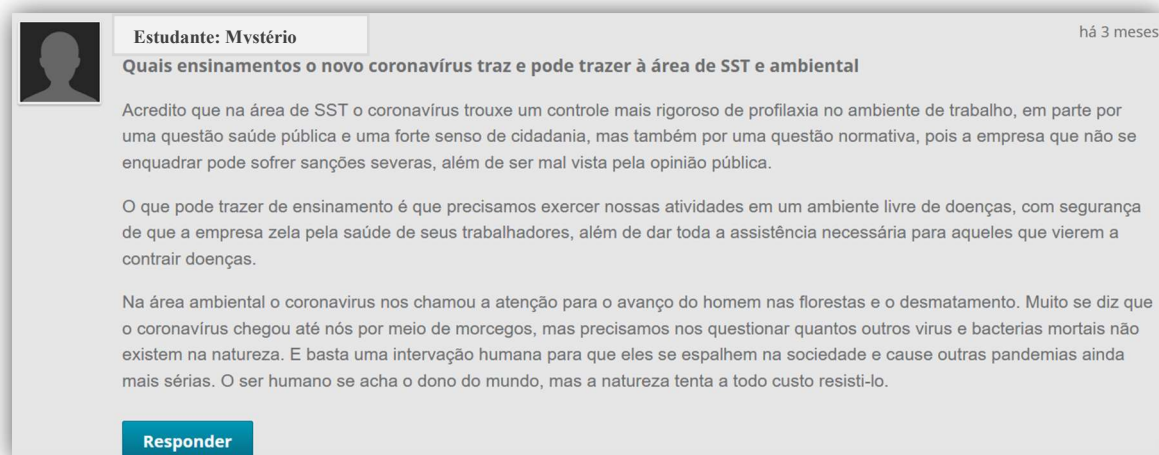 Estudante: Mvstério
há 3 meses
Quais ensinamentos o novo coronavírus traz e pode trazer à área de SST e ambiental
Acredito que na área de SST o coronavírus trouxe um controle mais rigoroso de profilaxia no ambiente de trabalho, em parte por
uma questão saúde pública e uma forte senso de cidadania, mas também por uma questão normativa, pois a empresa que não se
enquadrar pode sofrer sanções severas, além de ser mal vista pela opinião pública.
O que pode trazer de ensinamento é que precisamos exercer nossas atividades em um ambiente livre de doenças, com segurança
de que a empresa zela pela saúde de seus trabalhadores, além de dar toda a assistência necessária para aqueles que vierem a
contrair doenças.
Na área ambiental o coronavirus nos chamou a atenção para o avanço do homem nas florestas e o desmatamento. Muito se diz que
o coronavírus chegou até nós por meio de morcegos, mas precisamos nos questionar quantos outros virus e bacterias mortais não
existem na natureza. E basta uma intervação humana para que eles se espalhem na sociedade e cause outras pandemias ainda
mais sérias. O ser humano se acha o dono do mundo, mas a natureza tenta a todo custo resisti-lo.
Responder